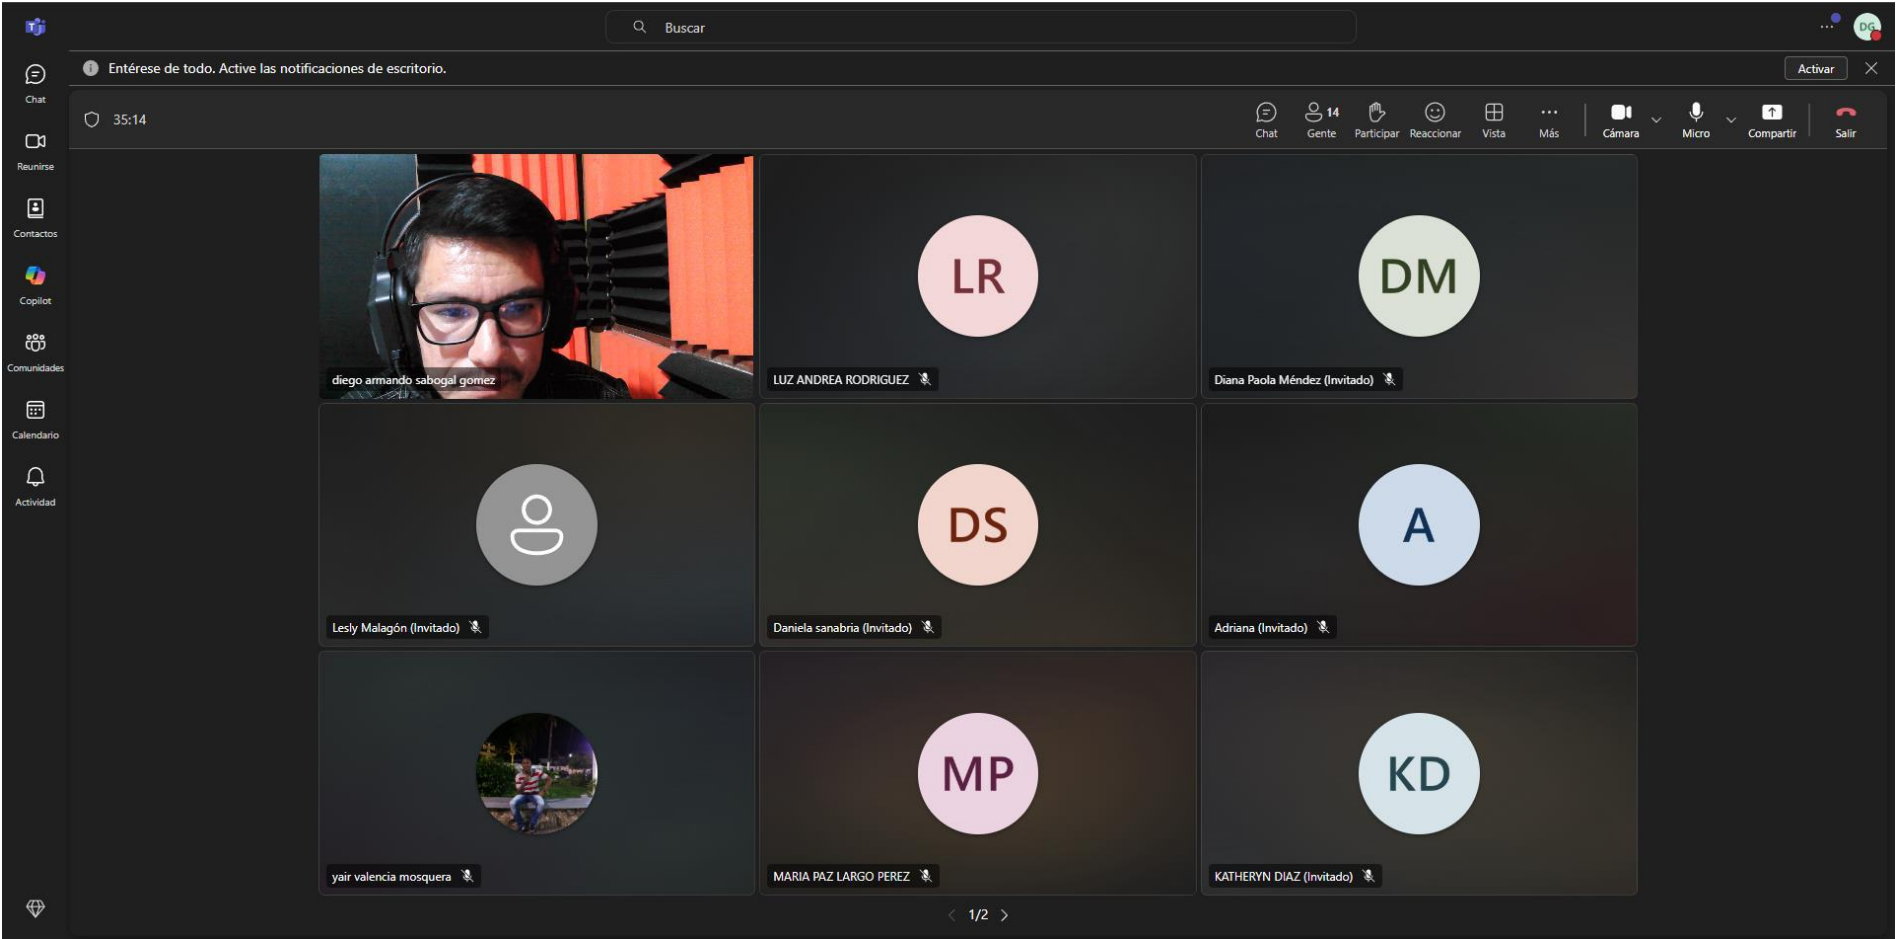 Buscar
DG
Entérese de todo. Active las notificaciones de escritorio.
Activar
Chat
Reunirse
Contactos
Copilot
Comunidades
Calendario
Actividad
35:14
14
Chat
Gente
Participar
Reaccionar
Vista
Más
Cámara
Micro
Compartir
Salir
diego armando sabogal gomez
LR
LUZ ANDREA RODRIGUEZ
DM
Diana Paola Méndez (Invitado)
Lesly Malagón (Invitado)
DS
Daniela sanabria (Invitado)
A
Adriana (Invitado)
yair valencia mosquera
MP
MARIA PAZ LARGO PEREZ
KD
KATHERYN DIAZ (Invitado)
1/2